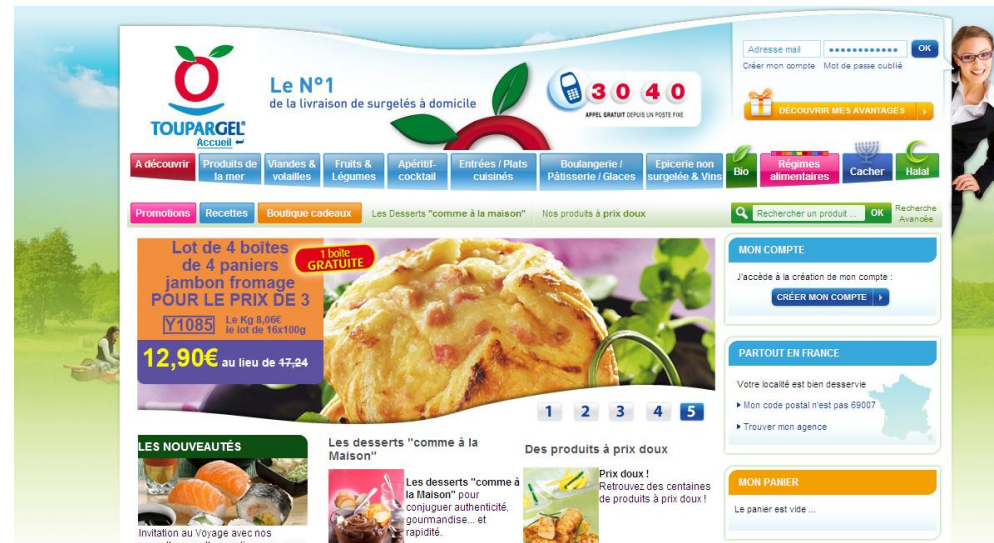 Adresse mail
OK
Créer mon compte Mot de passe oublié
Le N°1
de la livraison de surgelés à domicile
3 0 4 0
APPEL GRATUIT DEPUIS UN POSTE FIXE
DÉCOUVRIR MES AVANTAGES
TOUPARGEL
Accueil
A découvrir
Produits de la mer
Viandes & volailles
Fruits & Légumes
Apéritif-cocktail
Entrées / Plats cuisinés
Boulangerie / Pâtisserie / Glaces
Epicerie non surgelée & Vins
Bio
Régimes alimentaires
Cacher
Halal
Promotions
Recettes
Boutique cadeaux
Les Desserts "comme à la maison"
Nos produits à prix doux
Rechercher un produit ...
OK
Recherche
Avancée
Lot de 4 boîtes
de 4 paniers
jambon fromage
POUR LE PRIX DE 3
1 boîte
GRATUITE
Y1085
Le Kg 8,06€
le lot de 16x100g
12,90€ au lieu de 17,24
1 2 3 4 5
MON COMPTE
J'accède à la création de mon compte :
CRÉER MON COMPTE
PARTOUT EN FRANCE
Votre localité est bien desservie
Mon code postal n'est pas 69007
Trouver mon agence
MON PANIER
Le panier est vide ...
LES NOUVEAUTÉS
Invitation au Voyage avec nos
Les desserts "comme à la
Maison"
Les desserts "comme à
la Maison" pour
conjuguer authenticité,
gourmandise... et
rapidité.
Des produits à prix doux
Prix doux !
Retrouvez des centaines
de produits à prix doux !